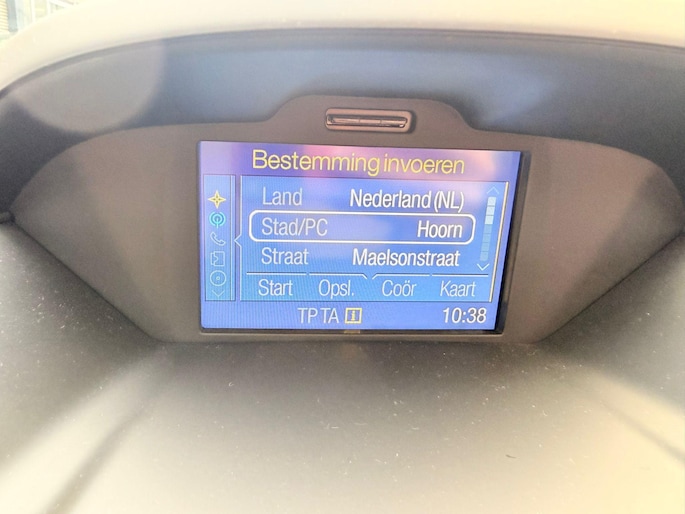 Bestemming invoeren
Land Nederland (NL)
Stad/PC Hoorn
Straat Maelsonstraat
Start Opsl. Coör Kaart
TP TA i 10:38